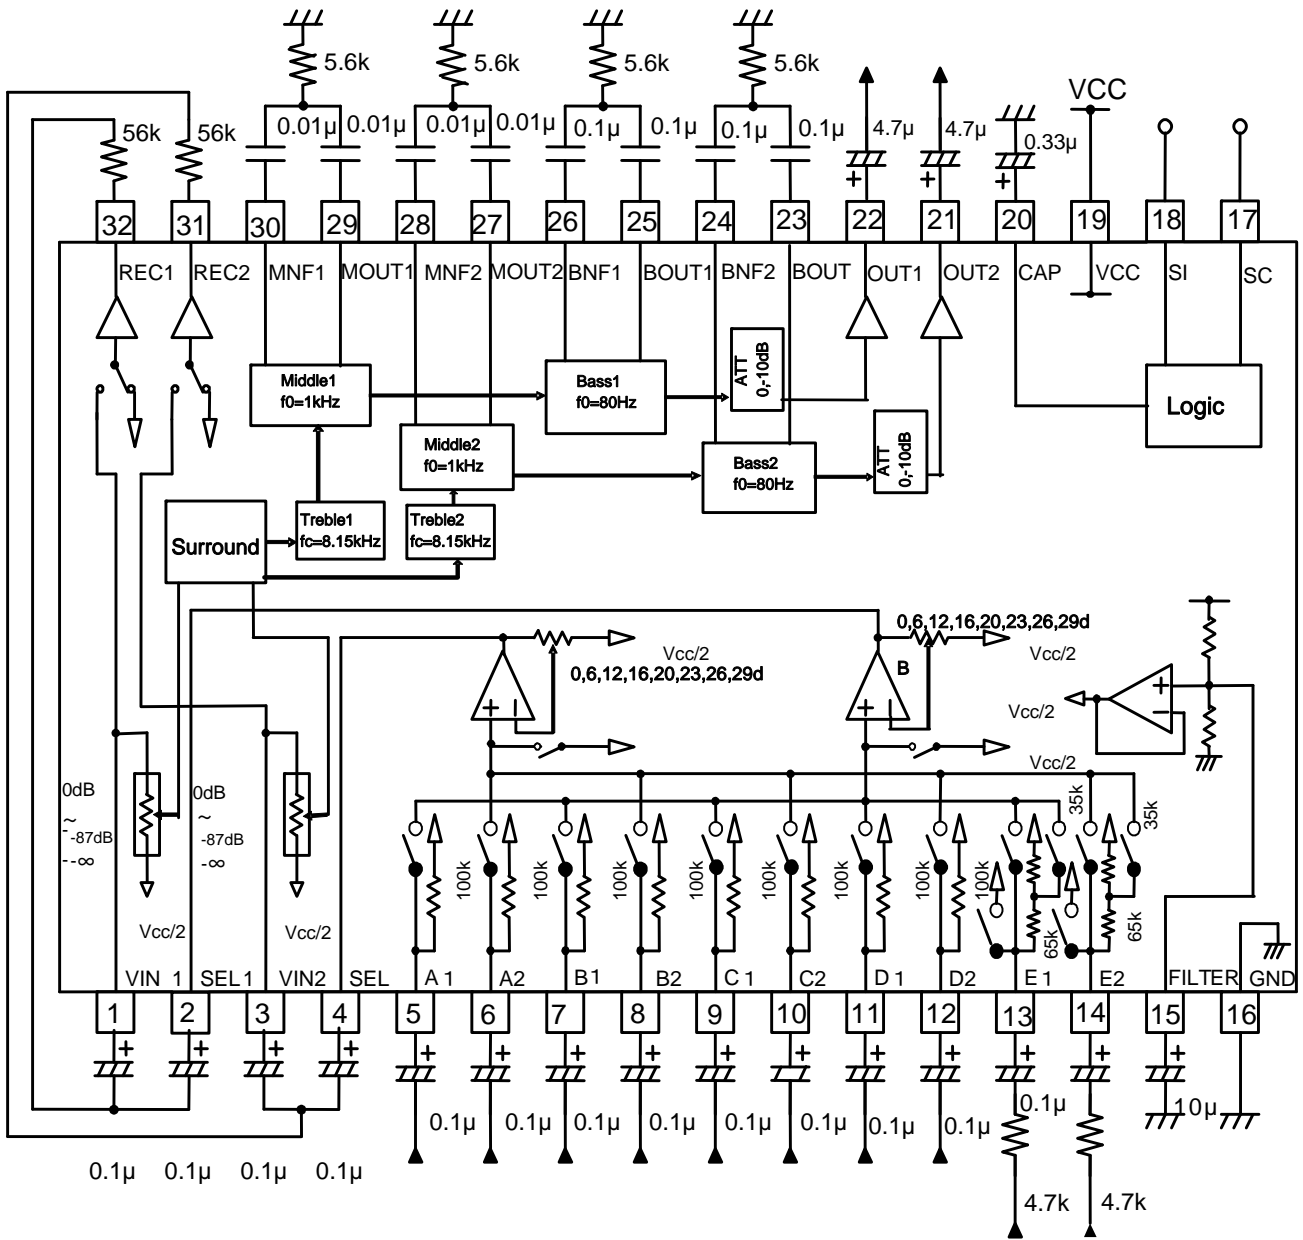 5.6k 5.6k 5.6k 5.6k
VCC
56k 56k 0.01μ 0.01μ 0.01μ 0.01μ 0.1μ 0.1μ 0.1μ 0.1μ 4.7μ 4.7μ 0.33μ
+ + +
32 31 30 29 28 27 26 25 24 23 22 21 20 19 18 17
REC1 REC2 MNF1 MOUT1 MNF2 MOUT2 BNF1 BOUT1 BNF2 BOUT OUT1 OUT2 CAP VCC SI SC
Middle1
f0=1kHz
Bass1
f0=80Hz
ATT
0,-10dB
Logic
Middle2
f0=1kHz
Bass2
f0=80Hz
ATT
0,-10dB
Surround
Treble1
fc=8.15kHz
Treble2
fc=8.15kHz
0,6,12,16,20,23,26,29d
Vcc/2
0,6,12,16,20,23,26,29d
B
Vcc/2
+ −
+ −
+
−
Vcc/2
Vcc/2
0dB
~
-87dB
--∞
0dB
~
-87dB
-∞
35k 35k
100k 100k 100k 100k 100k 100k 100k 100k
65k 65k
Vcc/2 Vcc/2
VIN 1 SEL1 VIN2 SEL A1 A2 B1 B2 C1 C2 D1 D2 E1 E2 FILTER GND
1 2 3 4 5 6 7 8 9 10 11 12 13 14 15 16
+ + + + + + + + + + + + + + +
0.1μ 0.1μ 0.1μ 0.1μ 0.1μ 0.1μ 0.1μ 0.1μ 0.1μ 10μ
0.1μ 0.1μ 0.1μ 0.1μ
4.7k 4.7k